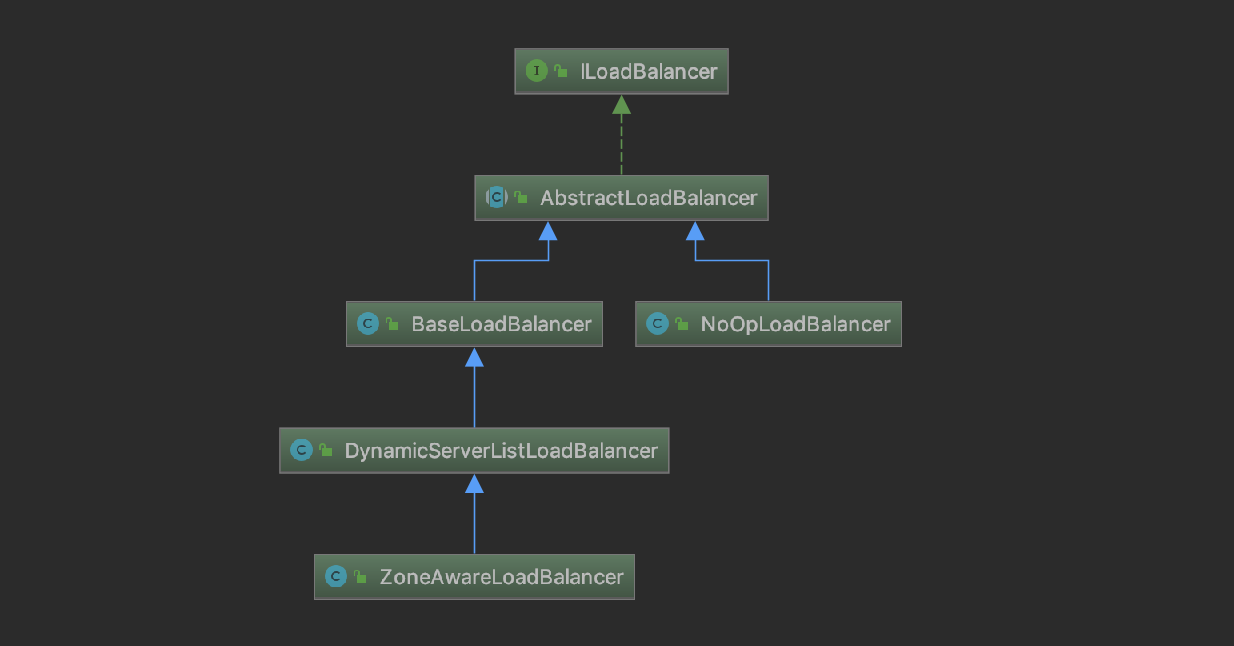 I ILoadBalancer
C AbstractLoadBalancer
C BaseLoadBalancer
C NoOpLoadBalancer
C DynamicServerListLoadBalancer
C ZoneAwareLoadBalancer